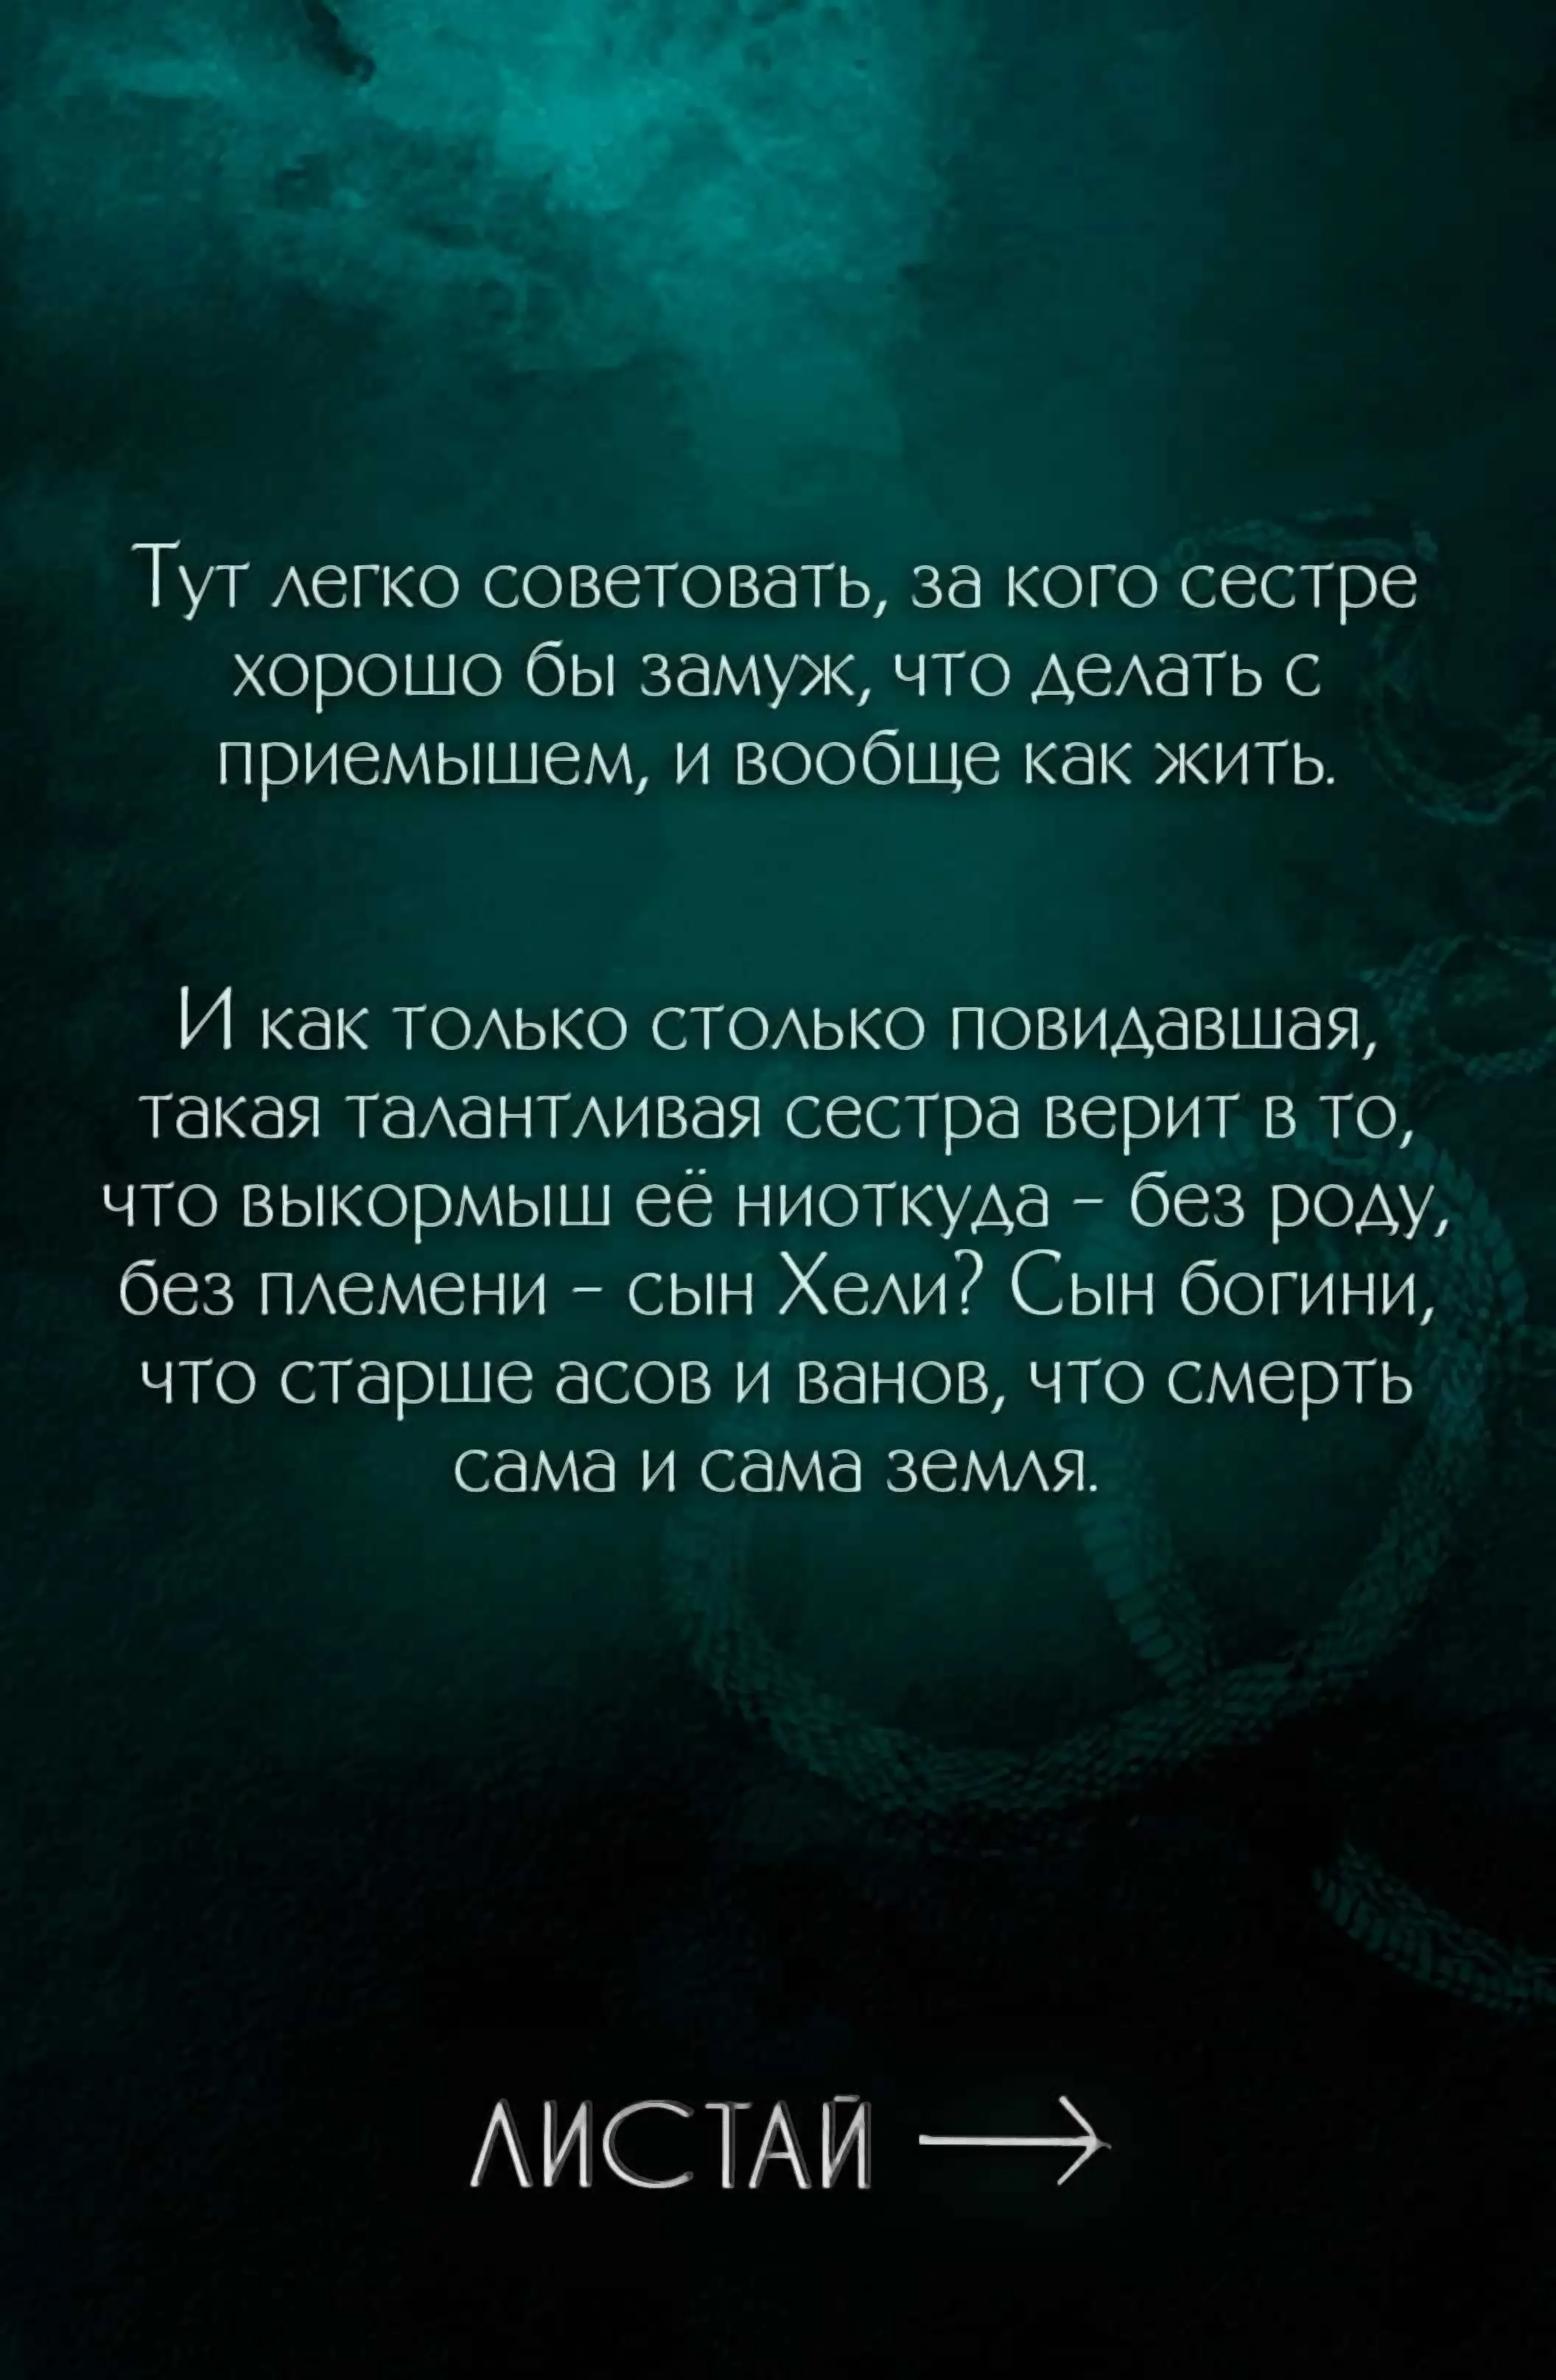 Тут легко советовать, за кого сестре
хорошо бы замуж, что делать с
приемышем, и вообще как жить.
И как только столько повидавшая,
такая талантливая сестра верит в то,
что выкормыш её ниоткуда – без роду,
без племени – сын Хели? Сын богини,
что старше асов и ванов, что смерть
сама и сама земля.
ЛИСТАЙ →